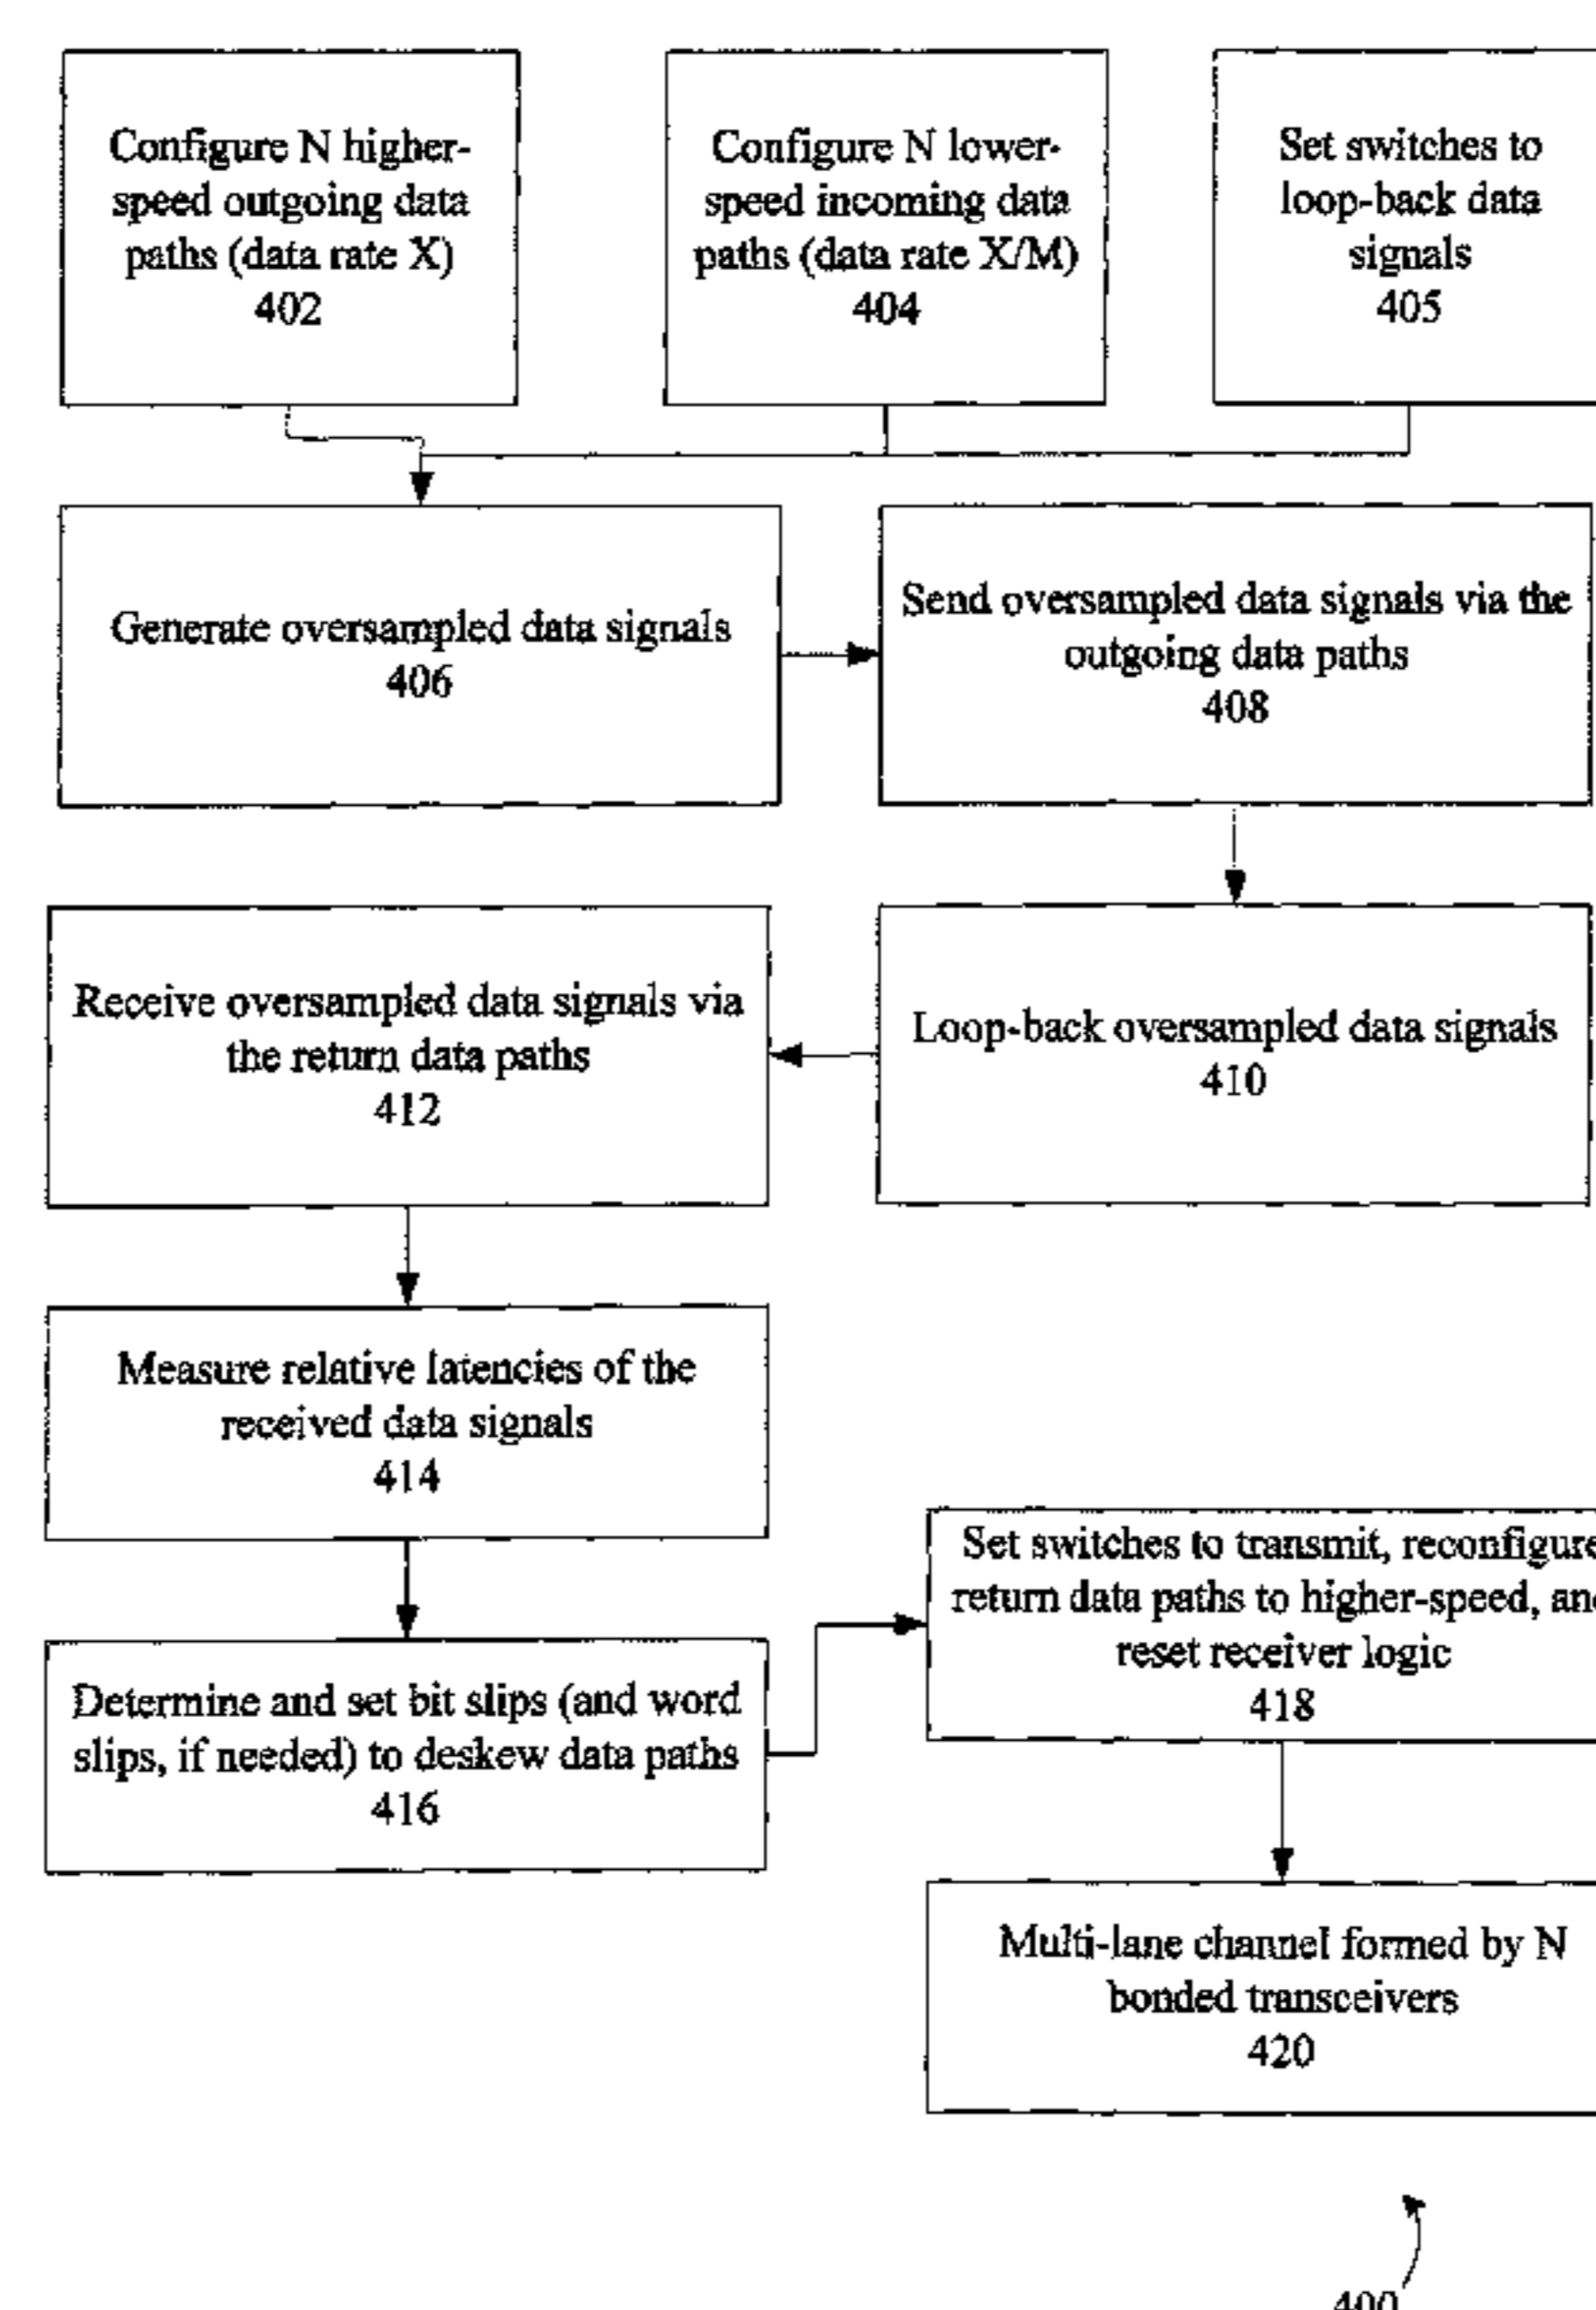 Configure N higher-
speed outgoing data
paths (data rate X)
402
Configure N lower-
speed incoming data
paths (data rate X/M)
404
Set switches to
loop-back data
signals
405
Generate oversampled data signals
406
Send oversampled data signals via the
outgoing data paths
408
Receive oversampled data signals via
the return data paths
412
Loop-back oversampled data signals
410
Measure relative latencies of the
received data signals
414
Determine and set bit slips (and word
slips, if needed) to deskew data paths
416
Set switches to transmit, reconfigure
return data paths to higher-speed, and
reset receiver logic
418
Multi-lane channel formed by N
bonded transceivers
420
400